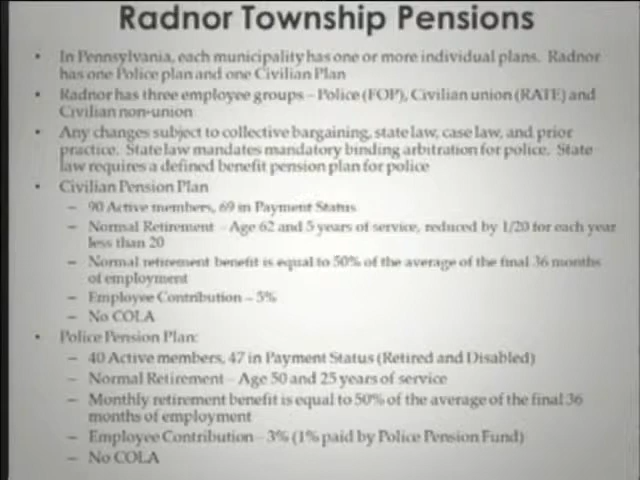 Radnor Township Pensions
• In Pennsylvania, each municipality has one or more individual plans. Radnor
has one Police plan and one Civilian Plan
• Radnor has three employee groups – Police (FOP), Civilian union (RATE) and
Civilian non-union
• Any changes subject to collective bargaining, state law, case law, and prior
practice. State law mandates mandatory binding arbitration for police. State
law requires a defined benefit pension plan for police
• Civilian Pension Plan
– 90 Active members, 69 in Payment Status
– Normal Retirement – Age 62 and 5 years of service, reduced by 1/20 for each year
less than 20
– Normal retirement benefit is equal to 50% of the average of the final 36 months
of employment
– Employee Contribution – 5%
– No COLA
• Police Pension Plan:
– 40 Active members, 47 in Payment Status (Retired and Disabled)
– Normal Retirement – Age 50 and 25 years of service
– Monthly retirement benefit is equal to 50% of the average of the final 36
months of employment
– Employee Contribution – 3% (1% paid by Police Pension Fund)
– No COLA